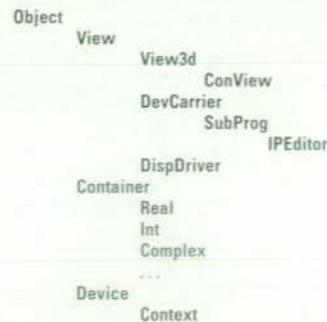 Object
View
View3d
ConView
DevCarrier
SubProg
IPEditor
DispDriver
Container
Real
Int
Complex
...
Device
Context